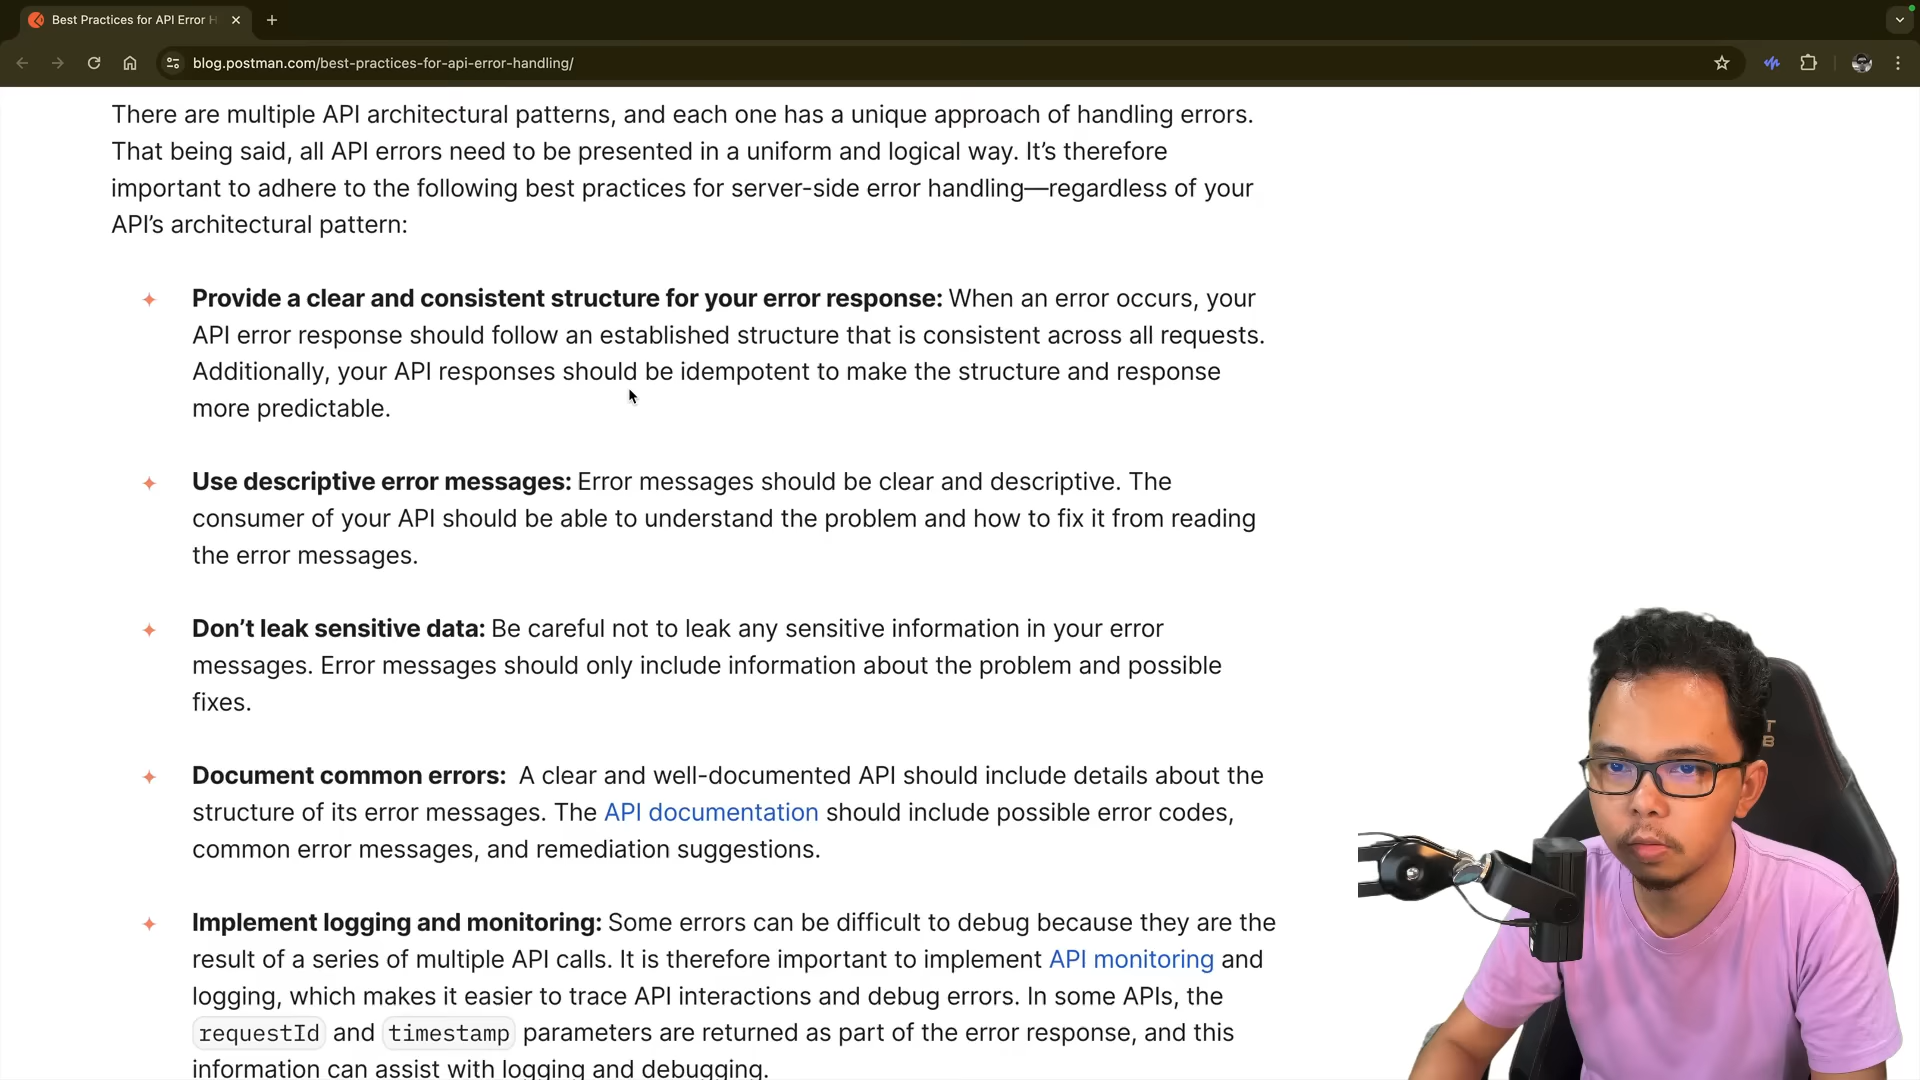 Best Practices for API Error H
blog.postman.com/best-practices-for-api-error-handling/
There are multiple API architectural patterns, and each one has a unique approach of handling errors.
That being said, all API errors need to be presented in a uniform and logical way. It’s therefore
important to adhere to the following best practices for server-side error handling—regardless of your
API’s architectural pattern:
Provide a clear and consistent structure for your error response: When an error occurs, your
API error response should follow an established structure that is consistent across all requests.
Additionally, your API responses should be idempotent to make the structure and response
more predictable.
Use descriptive error messages: Error messages should be clear and descriptive. The
consumer of your API should be able to understand the problem and how to fix it from reading
the error messages.
Don’t leak sensitive data: Be careful not to leak any sensitive information in your error
messages. Error messages should only include information about the problem and possible
fixes.
Document common errors:  A clear and well-documented API should include details about the
structure of its error messages. The API documentation should include possible error codes,
common error messages, and remediation suggestions.
Implement logging and monitoring: Some errors can be difficult to debug because they are the
result of a series of multiple API calls. It is therefore important to implement API monitoring and
logging, which makes it easier to trace API interactions and debug errors. In some APIs, the
requestId and timestamp parameters are returned as part of the error response, and this
information can assist with logging and debugging.